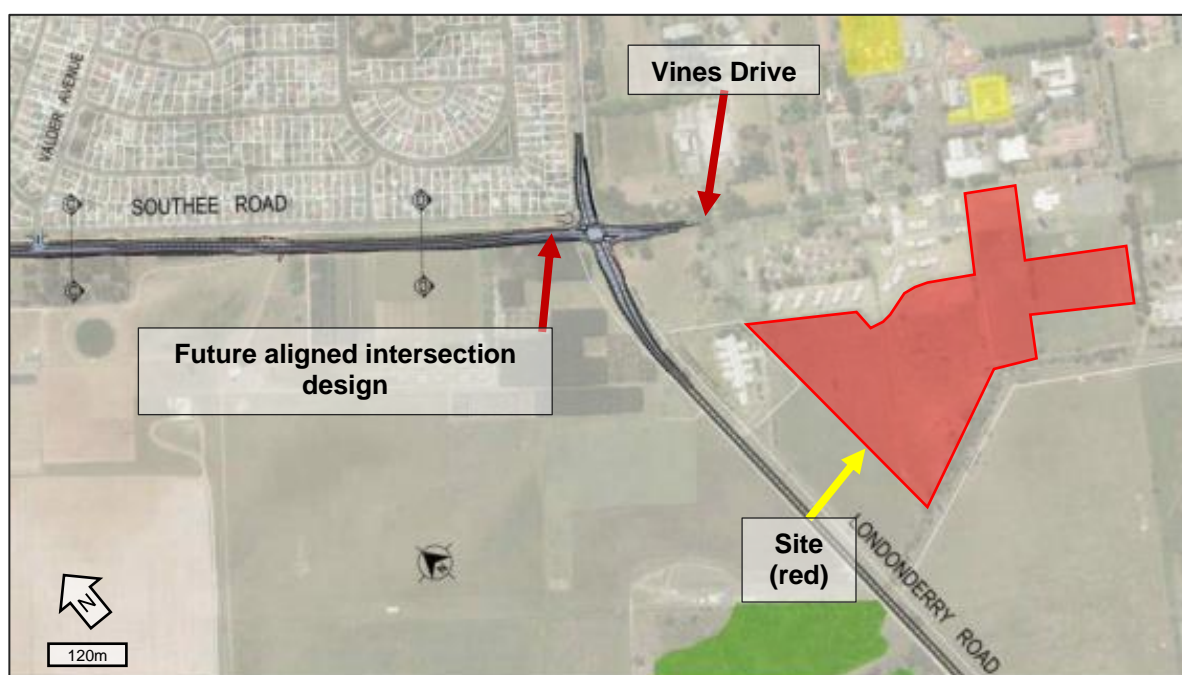 Vines Drive
VALDER AVENUE
C
D
SOUTHEE ROAD
C
D
Future aligned intersection
design
Site
(red)
LONDONDERRY ROAD
N
120m